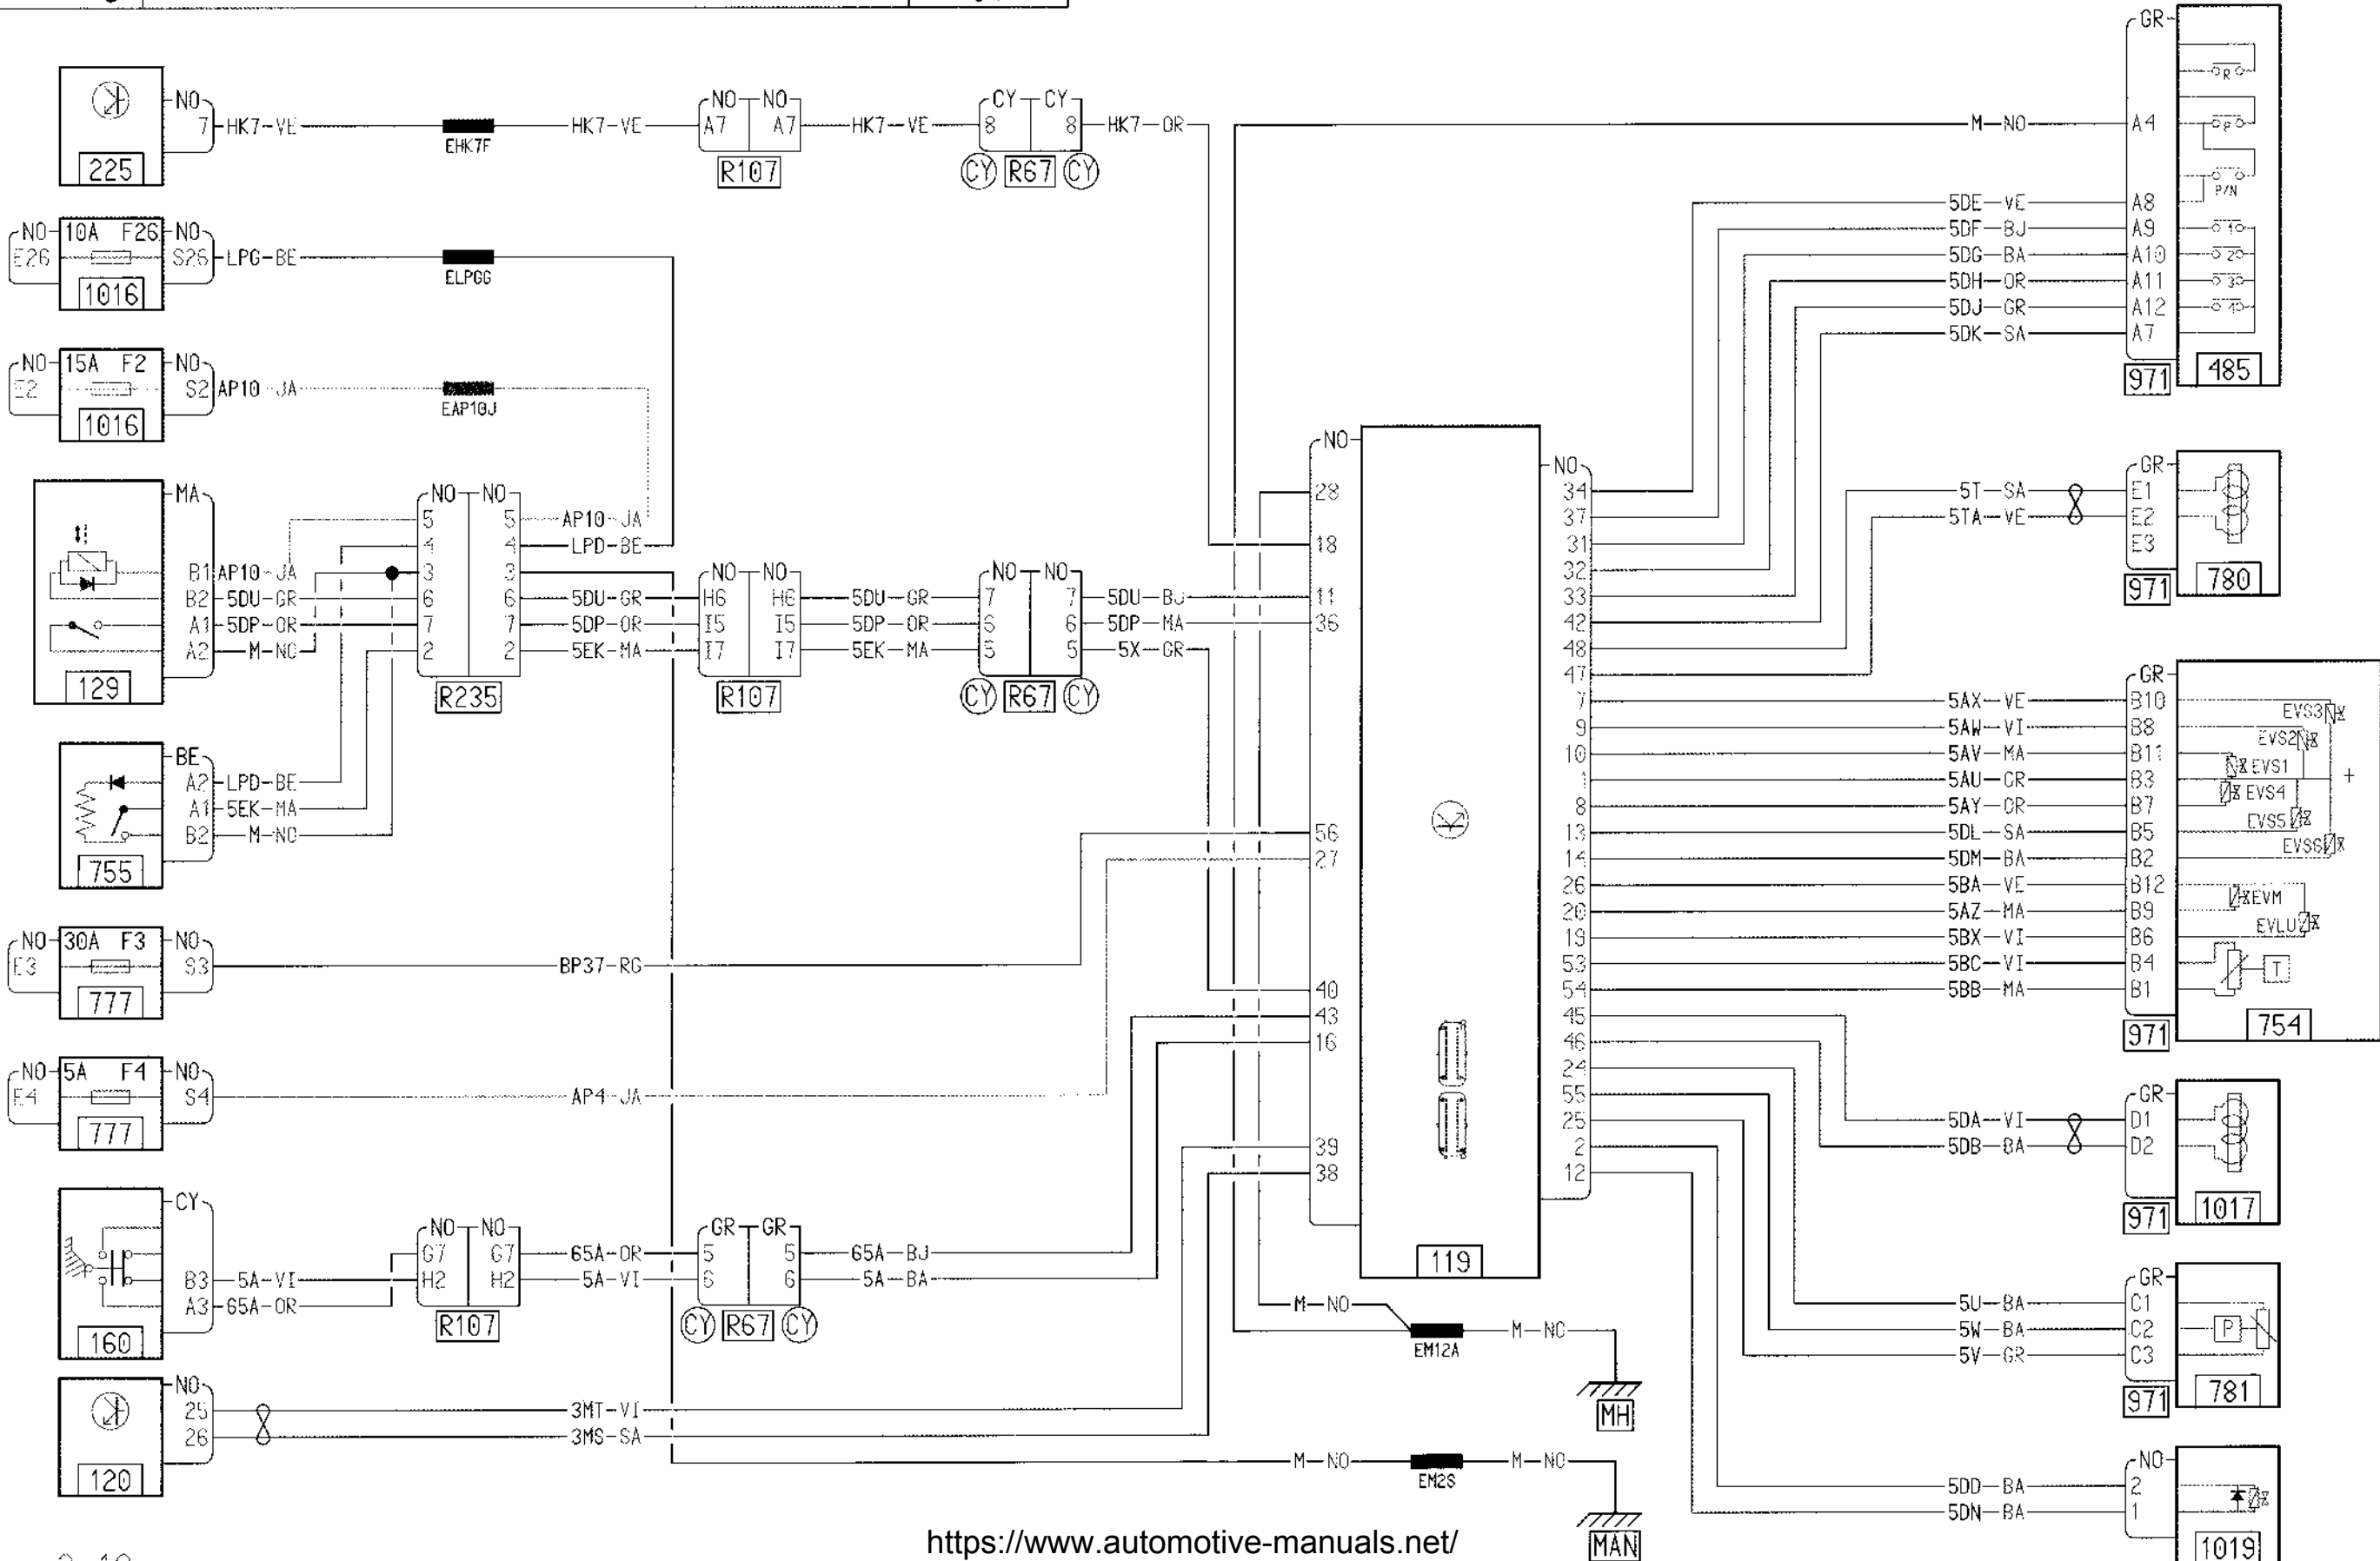 225
NO
7
HK7-VE
EHK7F
HK7-VE
NO NO
A7 A7
R107
HK7-VE
CY CY
8 8
CY R67 CY
HK7-OR
NO 10A F26 NO
E26 S26
1016
LPG-BE
ELPGG
NO 15A F2 NO
E2 S2
1016
AP10-JA
EAP10J
MA
B1 AP10-JA
B2 5DU-GR
A1 5DP-OR
A2 M-NO
129
NO NO
5 5 AP10-JA
4 4 LPD-BE
3 3
6 6 5DU-GR
7 7 5DP-OR
2 2 5EK-MA
R235
NO NO
H6 H6 5DU-GR
I5 I5 5DP-OR
I7 I7 5EK-MA
R107
NO NO
7 7 5DU-BJ
6 6 5DP-MA
5 5 5X-GR
CY R67 CY
BE
A2 LPD-BE
A1 5EK-MA
B2 M-NO
755
NO 30A F3 NO
E3 S3
777
BP37-RG
NO 5A F4 NO
E4 S4
777
AP4-JA
CY
B3 5A-VI
A3 65A-OR
160
NO NO
G7 G7 65A-OR
H2 H2 5A-VI
R107
GR GR
5 5 65A-BJ
6 6 5A-BA
CY R67 CY
NO
25 3MT-VI
26 3MS-SA
120
NO
28
18
11
36
56
27
40
43
16
39
38
119
NO
34
37
31
32
33
42
48
47
7
9
10
1
8
13
14
26
20
19
53
54
45
46
24
55
25
2
12
M-NO
EM12A
M-NO
MH
M-NO
EM2S
M-NO
MAN
GR
M-NO A4
5DE-VE A8
5DF-BJ A9
5DG-BA A10
5DH-OR A11
5DJ-GR A12
5DK-SA A7
R
P
P/N
1
2
3
4
971
485
GR
5T-SA E1
5TA-VE E2
E3
971
780
GR
5AX-VE B10 EVS3
5AW-VI B8 EVS2
5AV-MA B11 EVS1
5AU-GR B3 +
5AY-OR B7 EVS4
5DL-SA B5 EVS5
5DM-BA B2 EVS6
5BA-VE B12
5AZ-MA B9 EVM
5BX-VI B6 EVLU
5BC-VI B4 T
5BB-MA B1
971
754
GR
5DA-VI D1
5DB-BA D2
971
1017
GR
5U-BA C1
5W-BA C2 P
5V-GR C3
971
781
NO
5DD-BA 2
5DN-BA 1
1019
https://www.automotive-manuals.net/